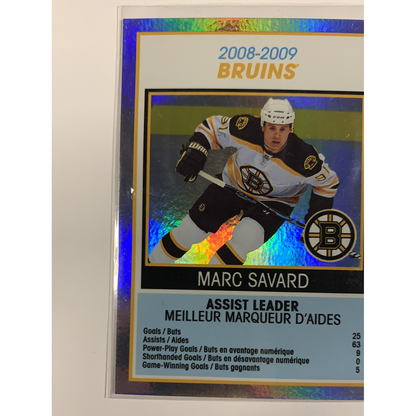 2008-2009
BRUINS
MARC SAVARD
ASSIST LEADER
MEILLEUR MARQUEUR D'AIDES
Goals / Buts 25
Assists / Aides 63
Power-Play Goals / Buts en avantage numérique 9
Shorthanded Goals / Buts en désavantage numérique 0
Game-Winning Goals / Buts gagnants 5
B